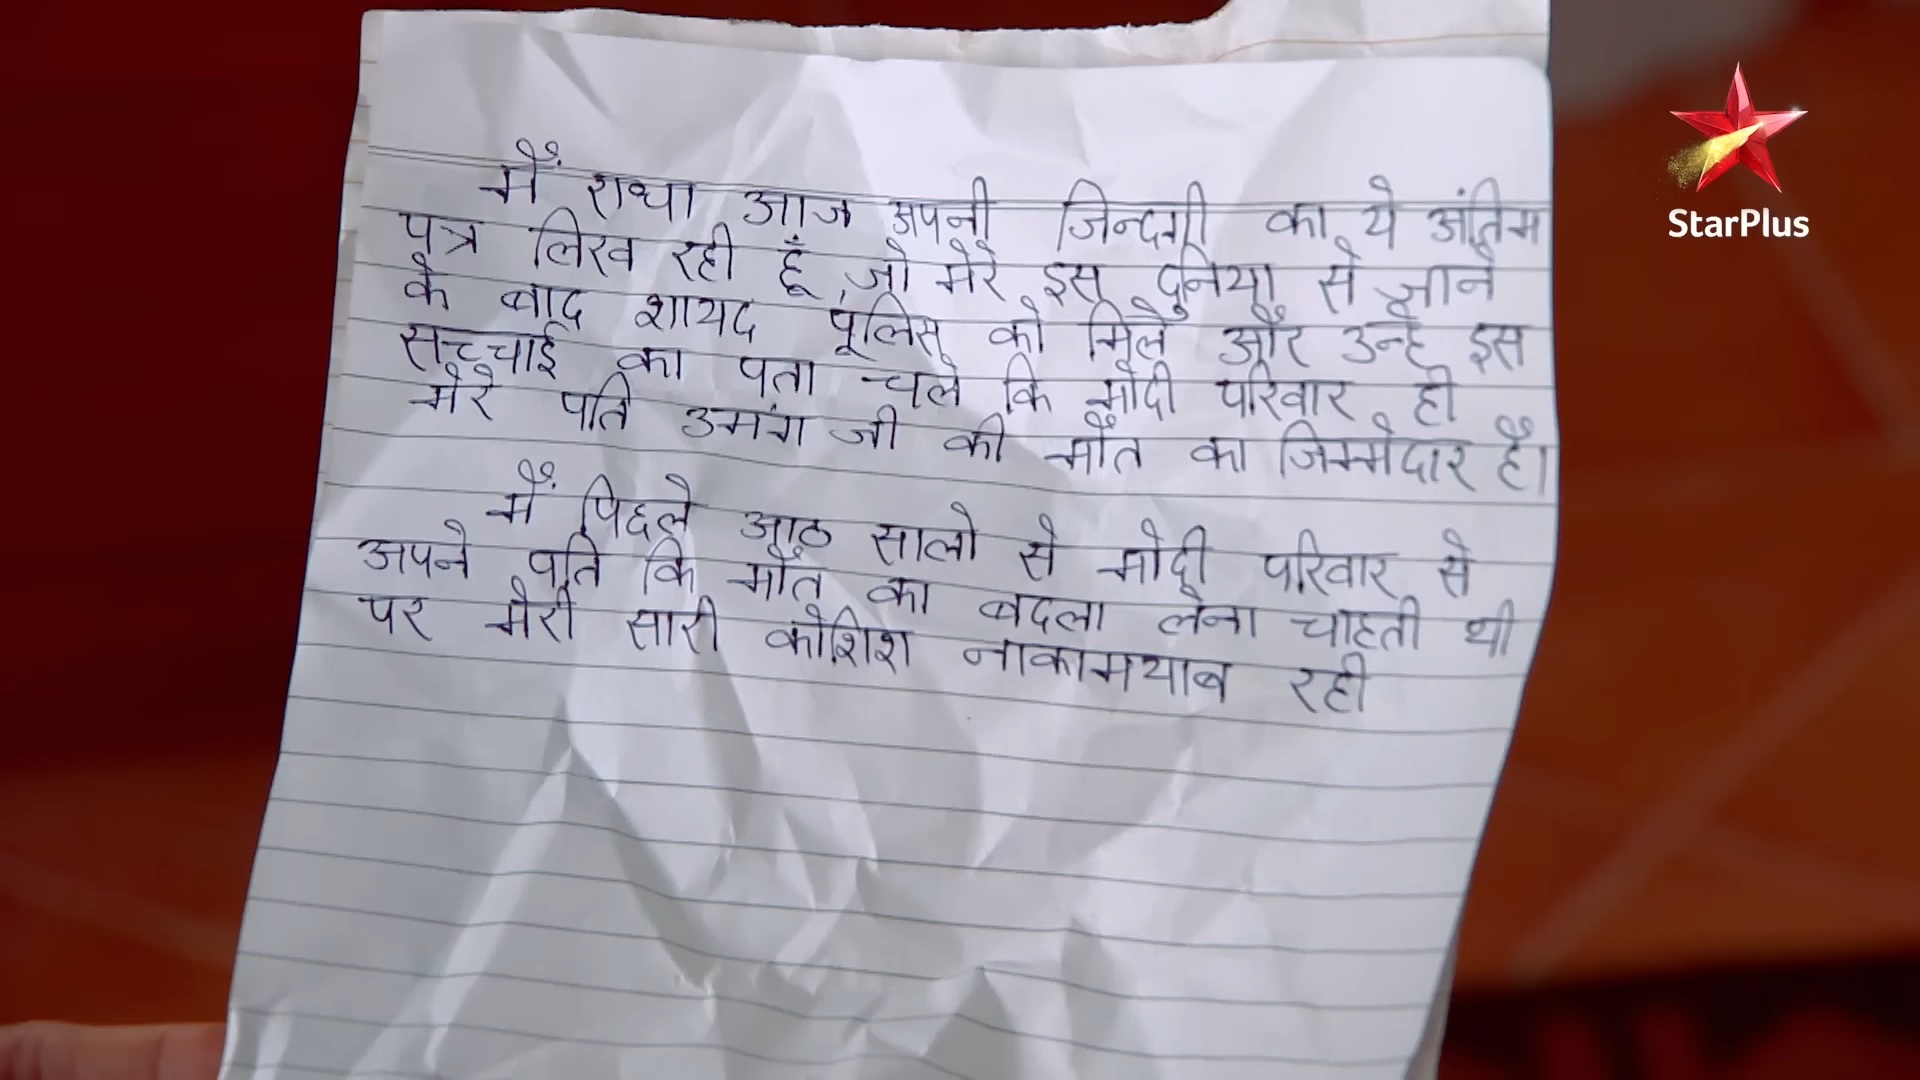 मैं राधा आज अपनी जिन्दगी का ये अंतिम
पत्र लिख रही हूँ, जो मेरे इस दुनिया से जाने
के बाद शायद पूलिस को मिले और उन्हे इस
सच्चाई का पता चले कि मोदी परिवार ही
मेरे पति उमंग जी की मौत का जिम्मेदार है।
मैं पिछले आठ सालो से मोदी परिवार से
अपने पति कि मौत का बदला लेना चाहती थी
पर मेरी सारी कोशिश नाकामयाब रही
StarPlus